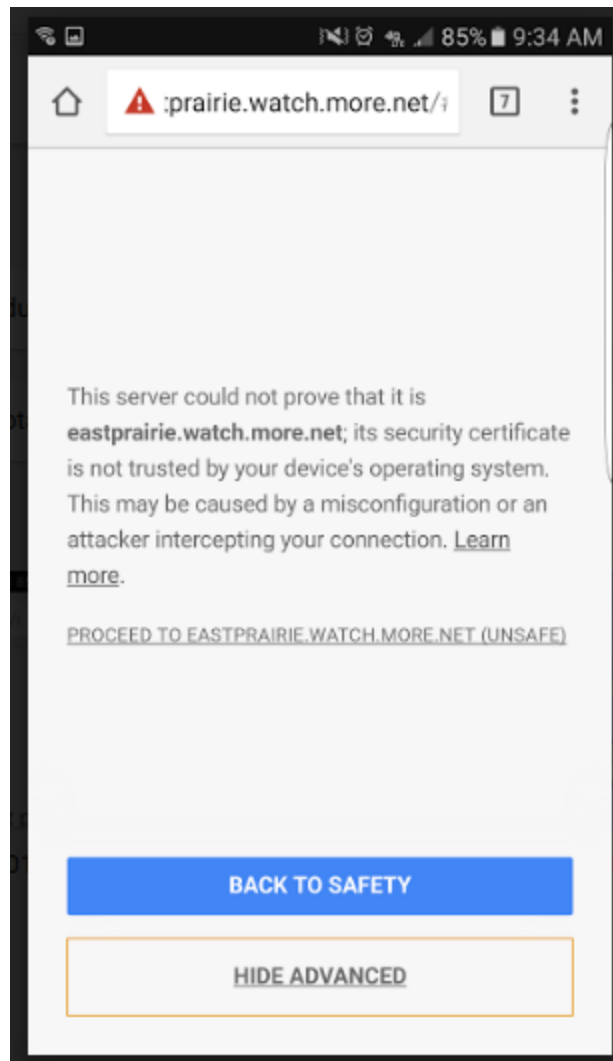 85% 9:34 AM
:prairie.watch.more.net/
7
This server could not prove that it is
eastprairie.watch.more.net; its security certificate
is not trusted by your device's operating system.
This may be caused by a misconfiguration or an
attacker intercepting your connection. Learn
more.
PROCEED TO EASTPRAIRIE.WATCH.MORE.NET (UNSAFE)
BACK TO SAFETY
HIDE ADVANCED